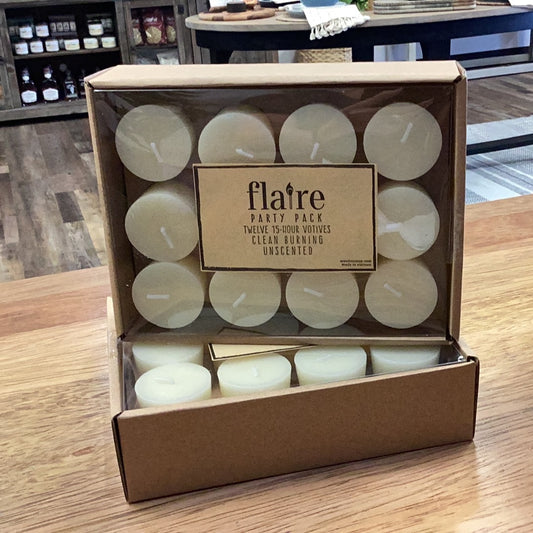 flaire
PARTY PACK
TWELVE 15-HOUR VOTIVES
CLEAN BURNING
UNSCENTED